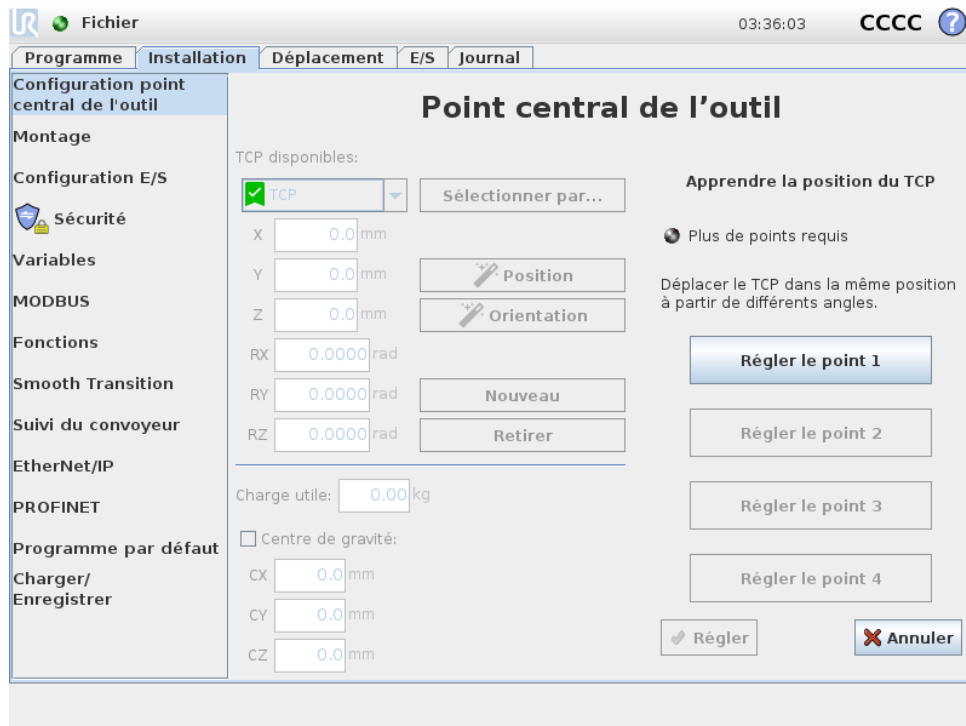 UR
Fichier
03:36:03
CCCC
?
Programme
Installation
Déplacement
E/S
Journal
Configuration point
central de l'outil
Montage
Configuration E/S
Sécurité
Variables
MODBUS
Fonctions
Smooth Transition
Suivi du convoyeur
EtherNet/IP
PROFINET
Programme par défaut
Charger/
Enregistrer
Point central de l’outil
TCP disponibles:
TCP
Sélectionner par...
X 0.0 mm
Y 0.0 mm
Position
Z 0.0 mm
Orientation
RX 0.0000 rad
RY 0.0000 rad
Nouveau
RZ 0.0000 rad
Retirer
Charge utile: 0.00 kg
Centre de gravité:
CX 0.0 mm
CY 0.0 mm
CZ 0.0 mm
Apprendre la position du TCP
Plus de points requis
Déplacer le TCP dans la même position
à partir de différents angles.
Régler le point 1
Régler le point 2
Régler le point 3
Régler le point 4
Régler
Annuler